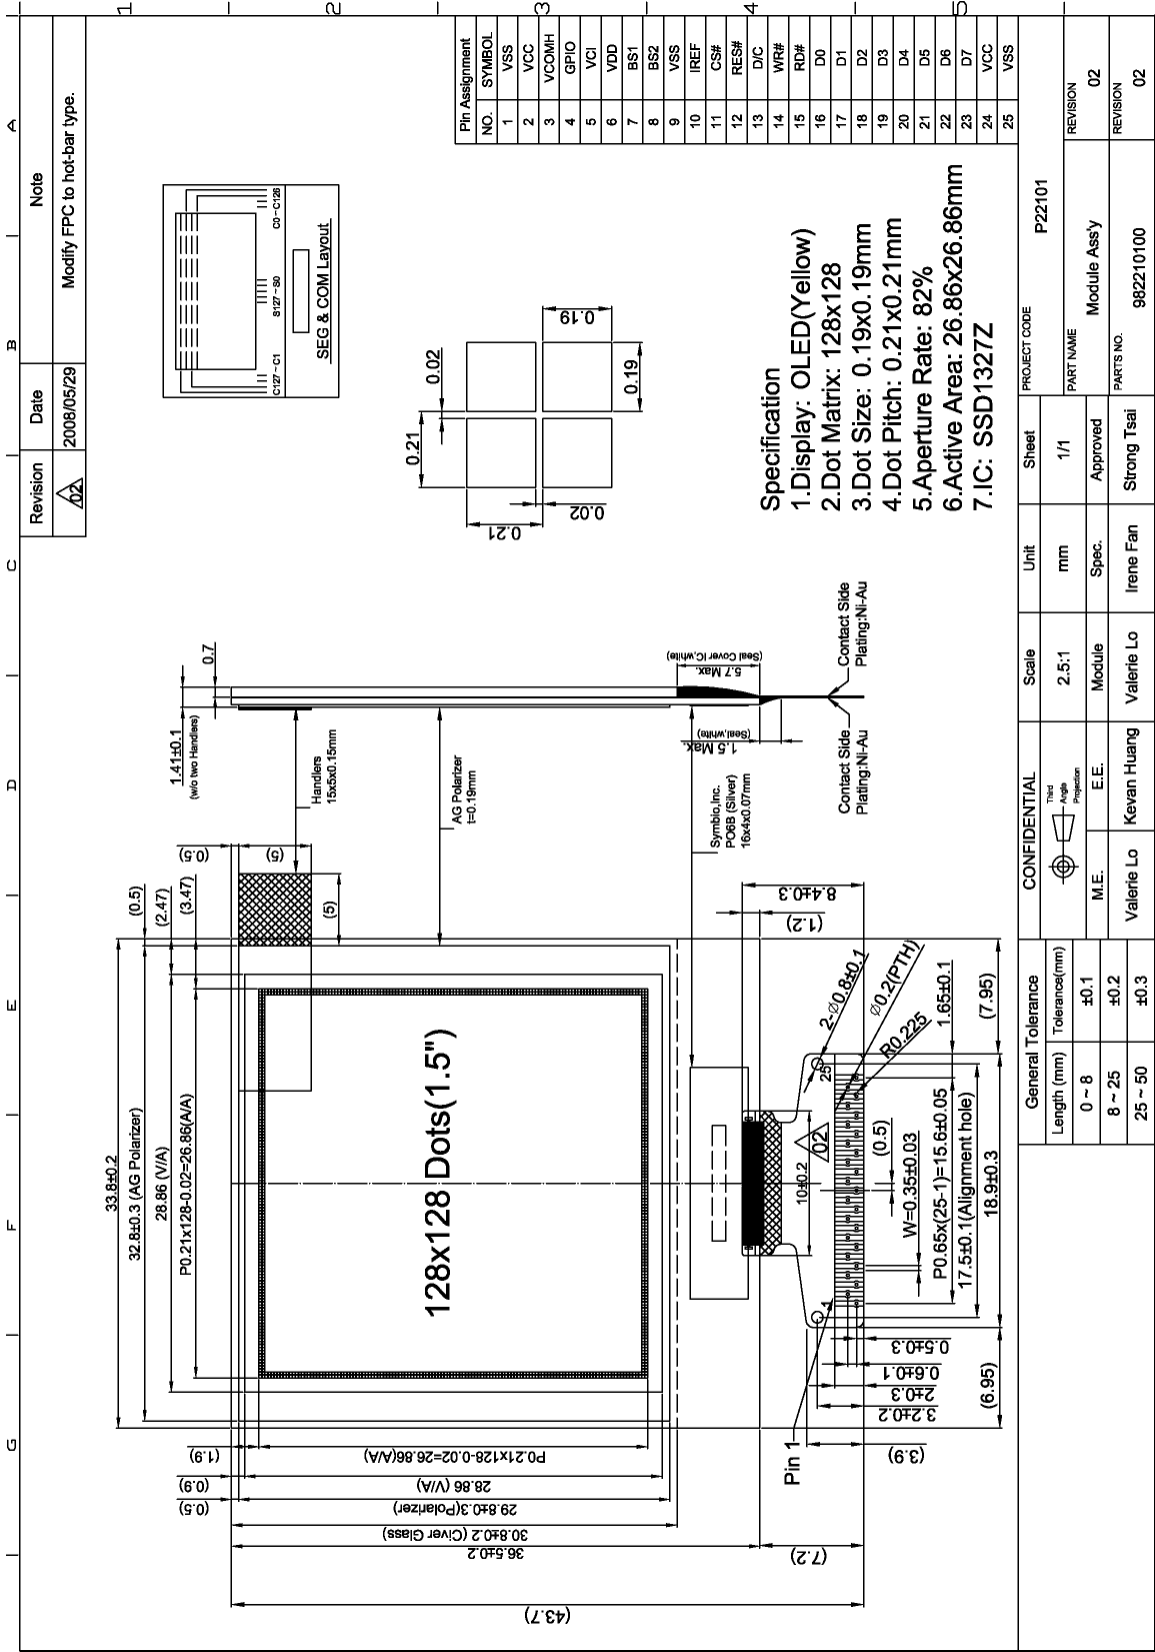 G
F
E
D
C
B
A
1
2
3
4
5
Revision
Date
Note
02
2008/05/29
Modify FPC to hot-bar type.
33.8±0.2
(0.5)
32.8±0.3 (AG Polarizer)
(2.47)
28.86 (V/A)
(3.47)
P0.21x128-0.02=26.86(A/A)
(0.5)
(5)
(5)
128x128 Dots(1.5")
(1.9)
P0.21x128-0.02=26.86(A/A)
(0.9)
28.86 (V/A)
(0.5)
29.8±0.3(Polarizer)
30.8±0.2 (Civer Glass)
36.5±0.2
(7.2)
(43.7)
1.41±0.1
(w/o two Handlers)
0.7
Handlers
15x5x0.15mm
AG Polarizer
t=0.19mm
Symbio,Inc.
PO6B (Silver)
16x4x0.07mm
1.5 Max.
(Seal,white)
5.7 Max.
(Seal Cover IC,white)
Contact Side
Plating:Ni-Au
Contact Side
Plating:Ni-Au
8.4±0.3
(1.2)
2-Ø0.8±0.1
Ø0.2(PTH)
R0.225
10±0.2
02
1
25
(0.5)
1.65±0.1
W=0.35±0.03
P0.65x(25-1)=15.6±0.05
17.5±0.1(Alignment hole)
18.9±0.3
(7.95)
(6.95)
Pin 1
0.5±0.3
0.6±0.1
2±0.3
3.2±0.2
(3.9)
0.21
0.02
0.21
0.02
0.19
0.19
C127 ~ C1
S127 ~ S0
C0 ~ C126
SEG & COM Layout
Specification
1.Display: OLED(Yellow)
2.Dot Matrix: 128x128
3.Dot Size: 0.19x0.19mm
4.Dot Pitch: 0.21x0.21mm
5.Aperture Rate: 82%
6.Active Area: 26.86x26.86mm
7.IC: SSD1327Z
Pin Assignment
NO. SYMBOL
1 VSS
2 VCC
3 VCOMH
4 GPIO
5 VCI
6 VDD
7 BS1
8 BS2
9 VSS
10 IREF
11 CS#
12 RES#
13 D/C
14 WR#
15 RD#
16 D0
17 D1
18 D2
19 D3
20 D4
21 D5
22 D6
23 D7
24 VCC
25 VSS
General Tolerance
Length (mm) Tolerance(mm)
0 ~ 8 ±0.1
8 ~ 25 ±0.2
25 ~ 50 ±0.3
CONFIDENTIAL
Third
Angle
Projection
Scale
2.5:1
Unit
mm
Sheet
1/1
M.E.
E.E.
Module
Spec.
Approved
Valerie Lo
Kevan Huang
Valerie Lo
Irene Fan
Strong Tsai
PROJECT CODE
P22101
PART NAME
Module Ass'y
REVISION
02
PARTS NO.
982210100
REVISION
02